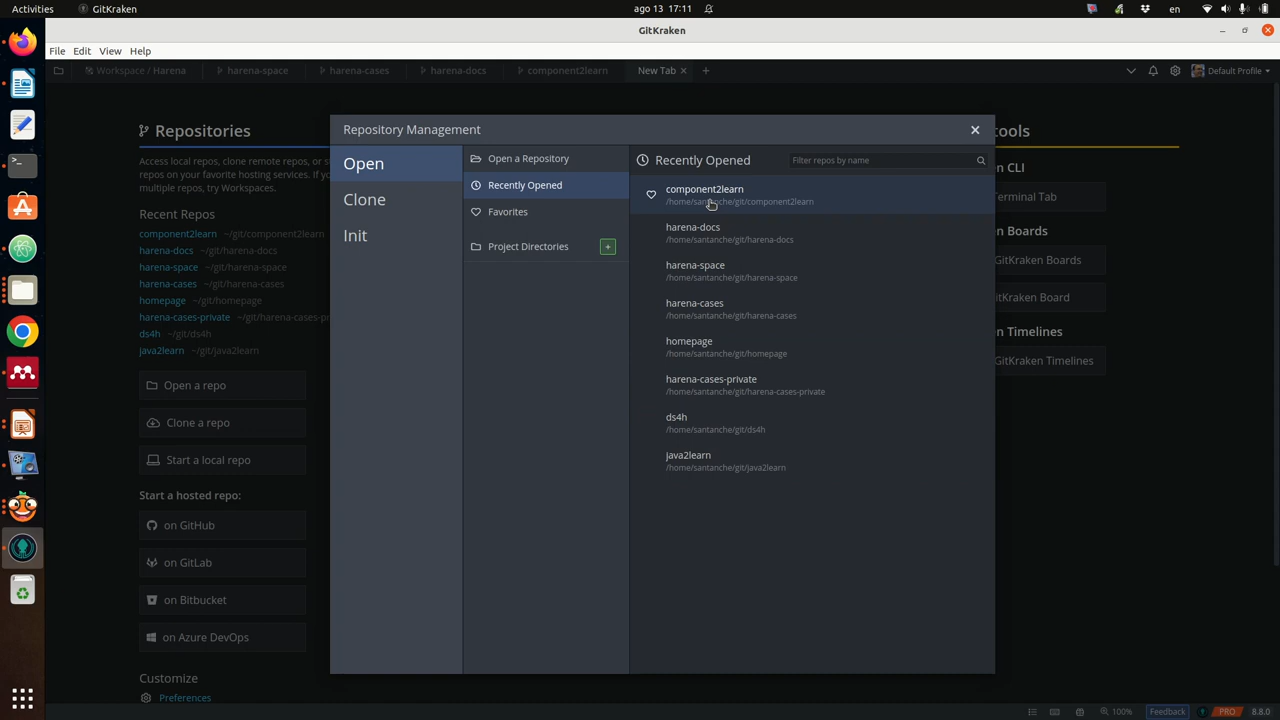 Activities
GitKraken
ago 13 17:11
en
GitKraken
File Edit View Help
Workspace / Harena
harena-space
harena-cases
harena-docs
component2learn
New Tab
Default Profile
Repositories
Access local repos, clone remote repos, or st
repos on your favorite hosting services. If you
multiple repos, try Workspaces.
Recent Repos
component2learn ~/git/component2learn
harena-docs ~/git/harena-docs
harena-space ~/git/harena-space
harena-cases ~/git/harena-cases
homepage ~/git/homepage
harena-cases-private ~/git/harena-cases-pr
ds4h ~/git/ds4h
java2learn ~/git/java2learn
Open a repo
Clone a repo
Start a local repo
Start a hosted repo:
on GitHub
on GitLab
on Bitbucket
on Azure DevOps
Customize
Preferences
Repository Management
Open
Clone
Init
Open a Repository
Recently Opened
Favorites
Project Directories
+
Recently Opened
Filter repos by name
component2learn
/home/santanche/git/component2learn
harena-docs
/home/santanche/git/harena-docs
harena-space
/home/santanche/git/harena-space
harena-cases
/home/santanche/git/harena-cases
homepage
/home/santanche/git/homepage
harena-cases-private
/home/santanche/git/harena-cases-private
ds4h
/home/santanche/git/ds4h
java2learn
/home/santanche/git/java2learn
tools
n CLI
Terminal Tab
n Boards
GitKraken Boards
itKraken Board
n Timelines
GitKraken Timelines
100%
Feedback
PRO
8.8.0